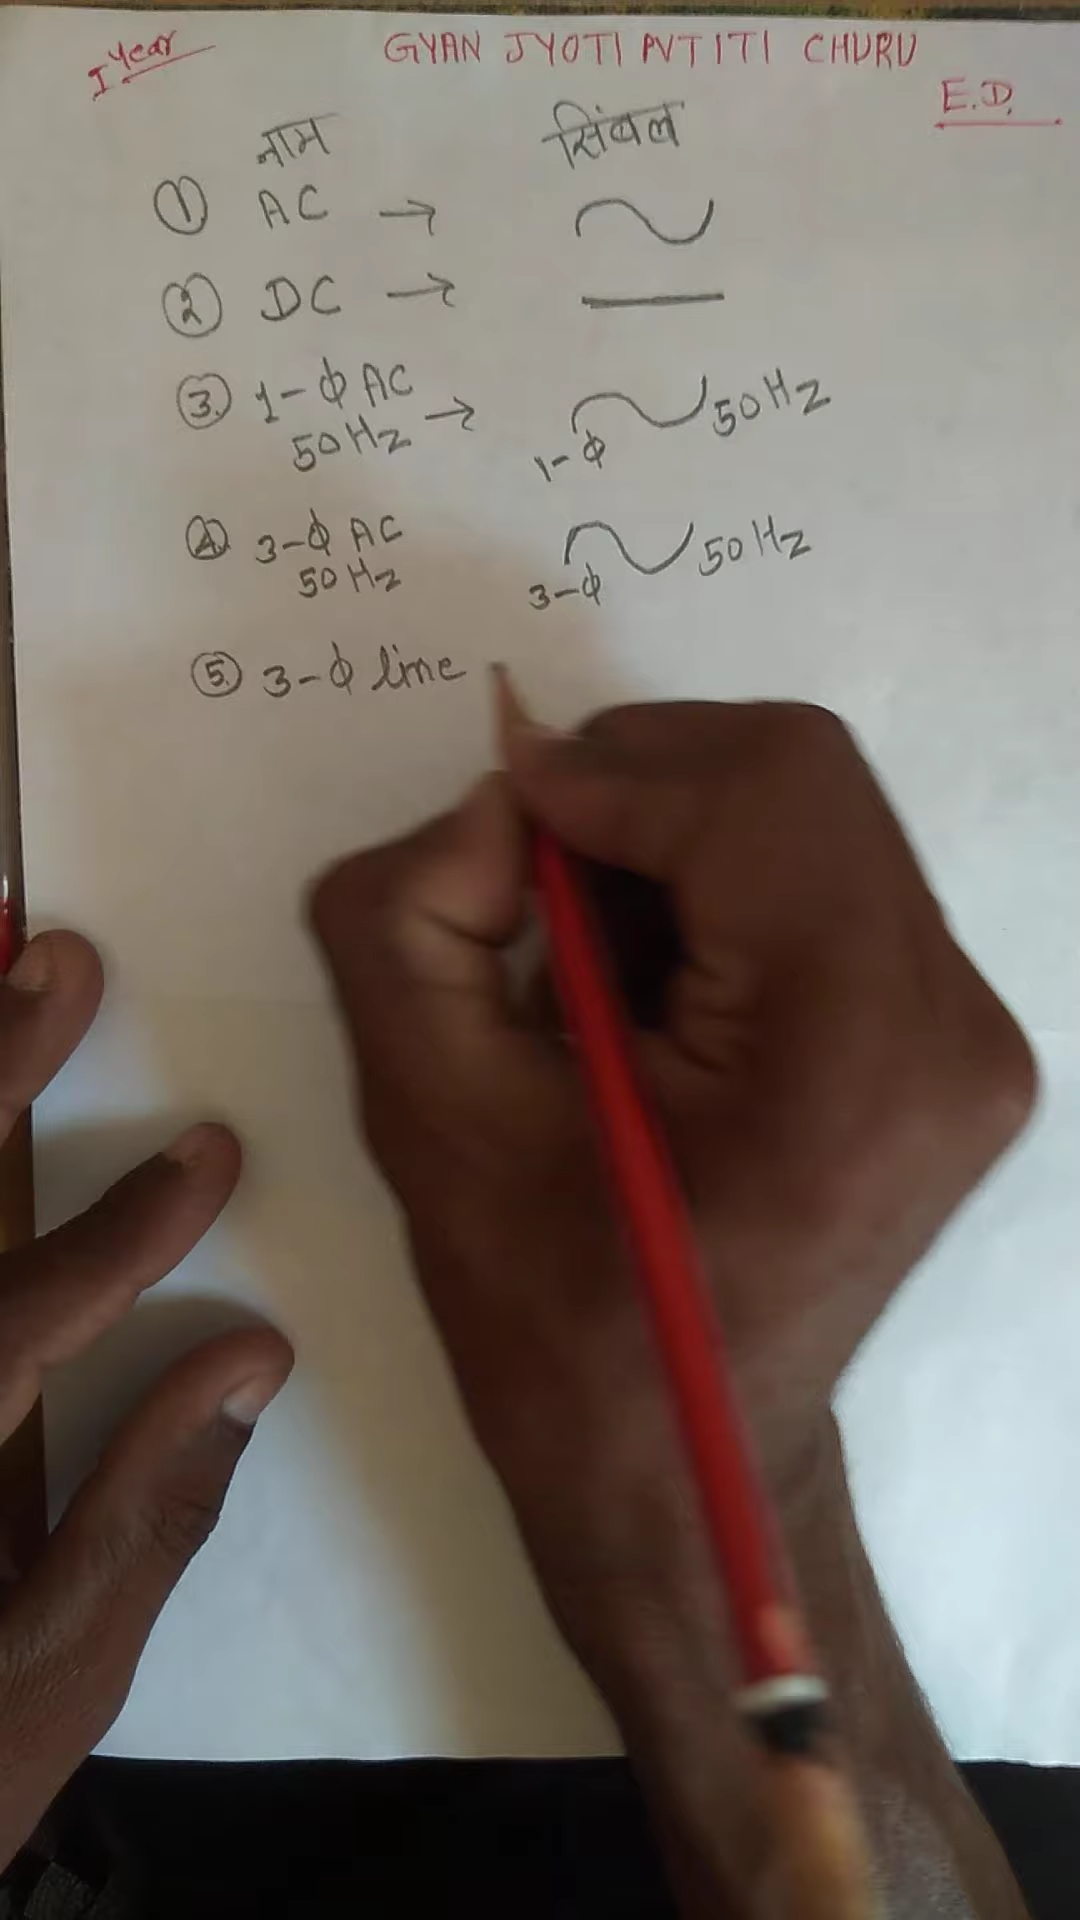 I Year
GYAN JYOTI PVT ITI CHURU
E.D.
नाम सिंबल
① AC → ~
② DC → —
③ 1-ϕ AC 50 Hz → 1-ϕ ~ 50 Hz
④ 3-ϕ AC 50 Hz 3-ϕ ~ 50 Hz
⑤ 3-ϕ line